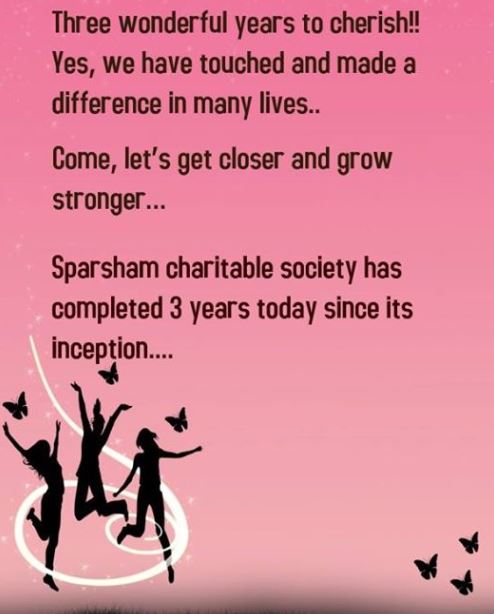 Three wonderful years to cherish!!
Yes, we have touched and made a
difference in many lives..
Come, let's get closer and grow
stronger...
Sparsham charitable society has
completed 3 years today since its
inception....